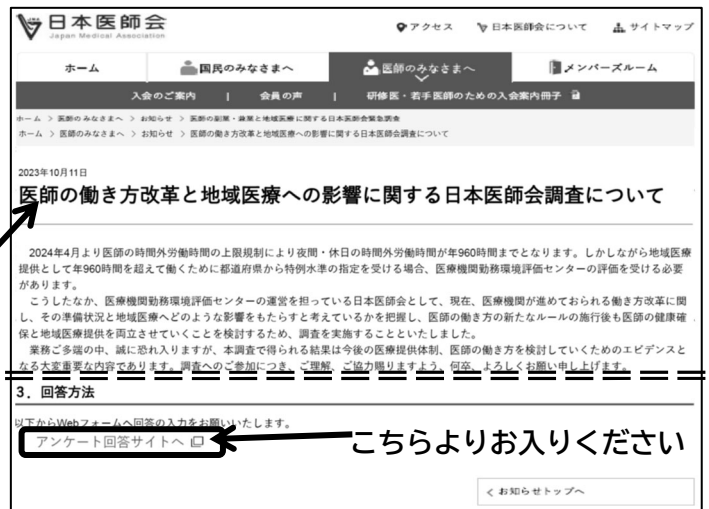 日本医師会
Japan Medical Association
アクセス 日本医師会について サイトマップ
ホーム 国民のみなさまへ 医師のみなさまへ メンバーズルーム
入会のご案内 | 会員の声 | 研修医・若手医師のための入会案内冊子
ホーム > 医師のみなさまへ > お知らせ > 医師の副業・兼業と地域医療に関する日本医師会緊急調査
ホーム > 医師のみなさまへ > お知らせ > 医師の働き方改革と地域医療への影響に関する日本医師会調査について
2023年10月11日
医師の働き方改革と地域医療への影響に関する日本医師会調査について
2024年4月より医師の時間外労働時間の上限規制により夜間・休日の時間外労働時間が年960時間までとなります。しかしながら地域医療
提供として年960時間を超えて働くために都道府県から特例水準の指定を受ける場合、医療機関勤務環境評価センターの評価を受ける必要
があります。
こうしたなか、医療機関勤務環境評価センターの運営を担っている日本医師会として、現在、医療機関が進めておられる働き方改革に関
し、その準備状況と地域医療へどのような影響をもたらすと考えているかを把握し、医師の働き方の新たなルールの施行後も医師の健康確
保と地域医療提供を両立させていくことを検討するため、調査を実施することといたしました。
業務ご多端の中、誠に恐れ入りますが、本調査で得られる結果は今後の医療提供体制、医師の働き方を検討していくためのエビデンスと
なる大変重要な内容であります。調査へのご参加につき、ご理解、ご協力賜りますよう、何卒、よろしくお願い申し上げます。
3．回答方法
以下からWebフォームへ回答の入力をお願いいたします。
アンケート回答サイトへ こちらよりお入りください
< お知らせトップへ